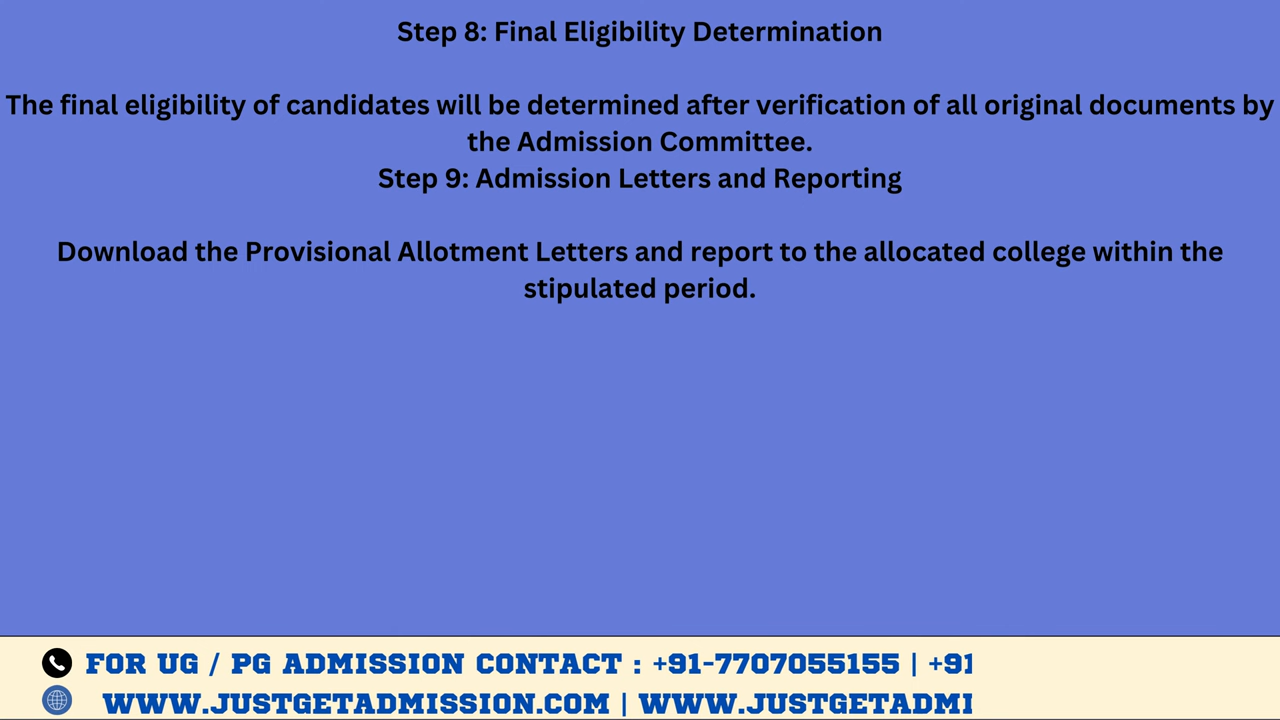 Step 8: Final Eligibility Determination
The final eligibility of candidates will be determined after verification of all original documents by
the Admission Committee.
Step 9: Admission Letters and Reporting
Download the Provisional Allotment Letters and report to the allocated college within the
stipulated period.
FOR UG / PG ADMISSION CONTACT : +91-7707055155 | +91
WWW.JUSTGETADMISSION.COM | WWW.JUSTGETADMI